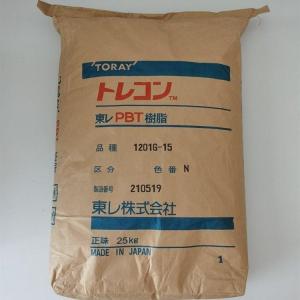 TORAY
トレコン™
東レPBT樹脂
品種 1201G-15
区分 色番 N
製造番号 210519
東レ株式会社
正味 25kg
MADE IN JAPAN 1